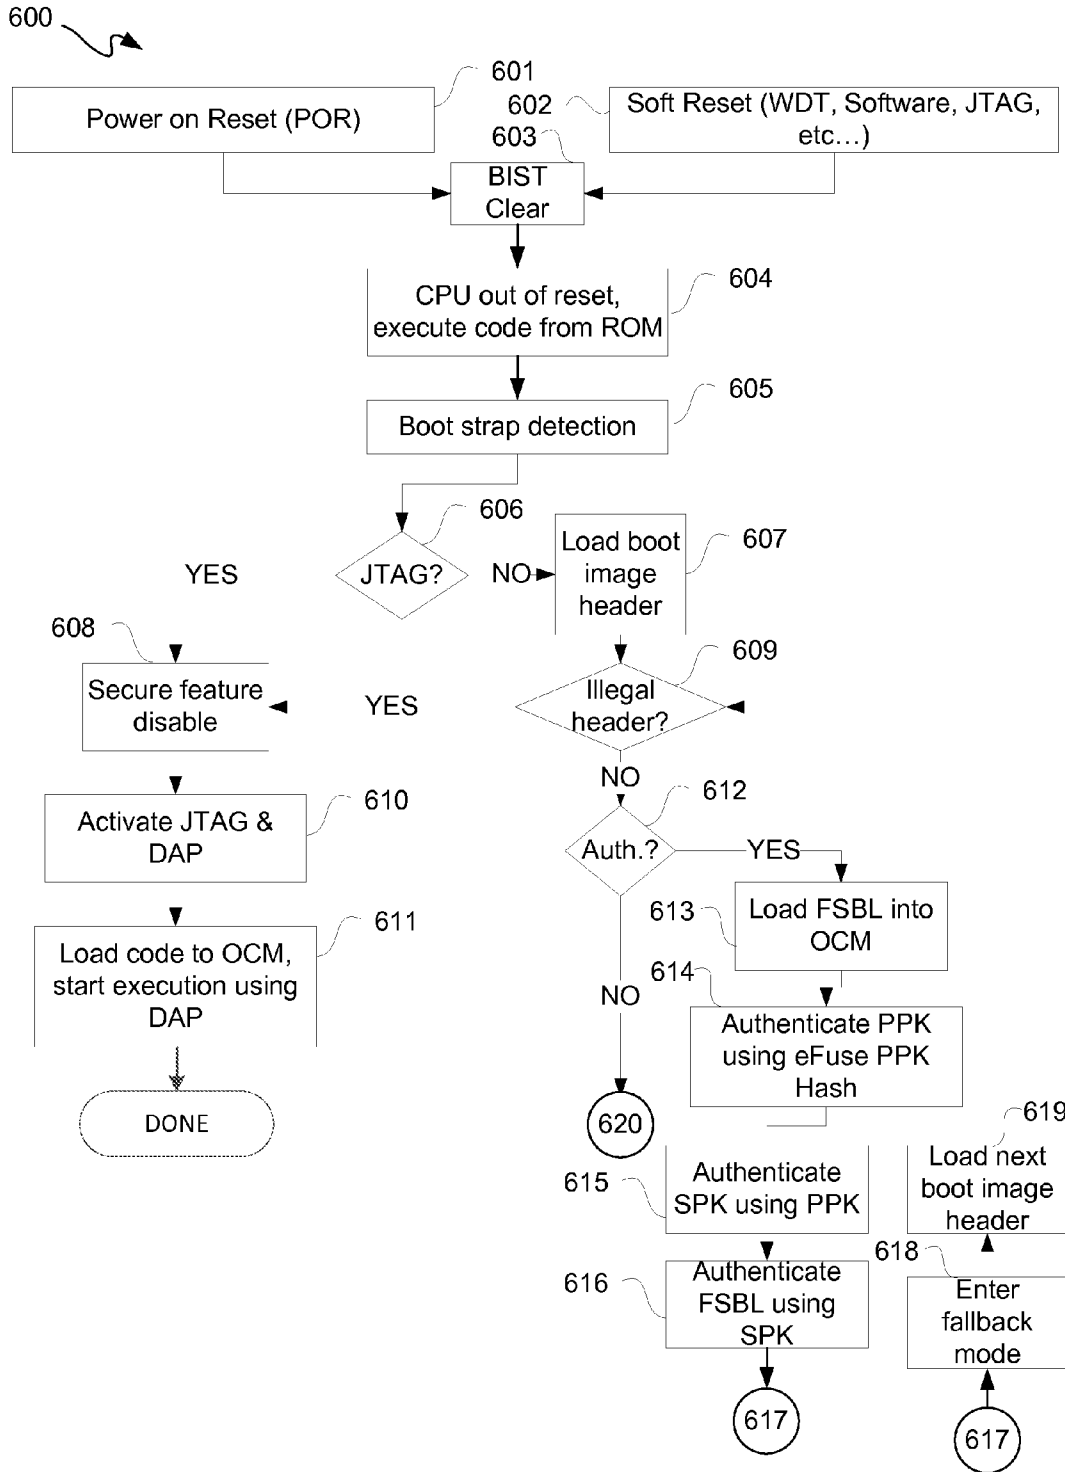 600
601
Power on Reset (POR)
602
Soft Reset (WDT, Software, JTAG,
etc…)
603
BIST
Clear
604
CPU out of reset,
execute code from ROM
605
Boot strap detection
606
JTAG?
YES
NO
607
Load boot
image
header
608
Secure feature
disable
YES
609
Illegal
header?
NO
610
Activate JTAG &
DAP
612
Auth.?
YES
611
Load code to OCM,
start execution using
DAP
DONE
613
Load FSBL into
OCM
NO
614
Authenticate PPK
using eFuse PPK
Hash
620
615
Authenticate
SPK using PPK
619
Load next
boot image
header
616
Authenticate
FSBL using
SPK
618
Enter
fallback
mode
617
617